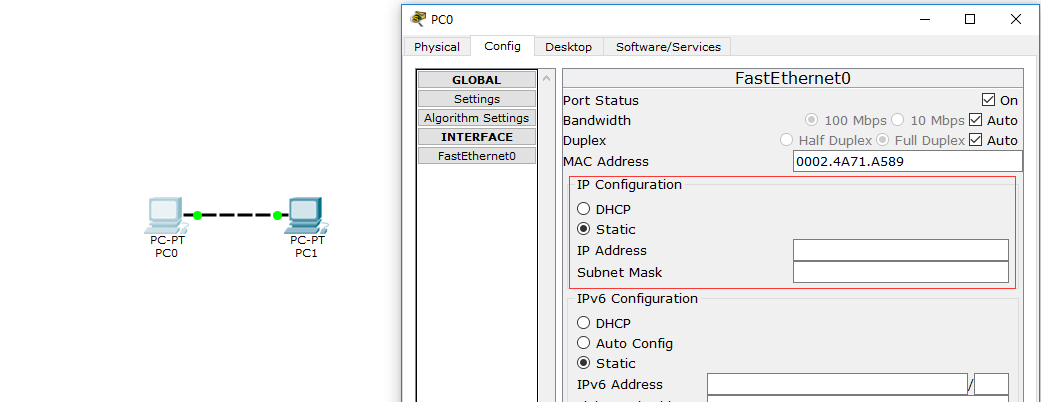 PC0
Physical Config Desktop Software/Services
GLOBAL
Settings
Algorithm Settings
INTERFACE
FastEthernet0
FastEthernet0
Port Status On
Bandwidth 100 Mbps 10 Mbps Auto
Duplex Half Duplex Full Duplex Auto
MAC Address 0002.4A71.A589
IP Configuration
DHCP
Static
IP Address
Subnet Mask
IPv6 Configuration
DHCP
Auto Config
Static
IPv6 Address /
PC-PT
PC0
PC-PT
PC1